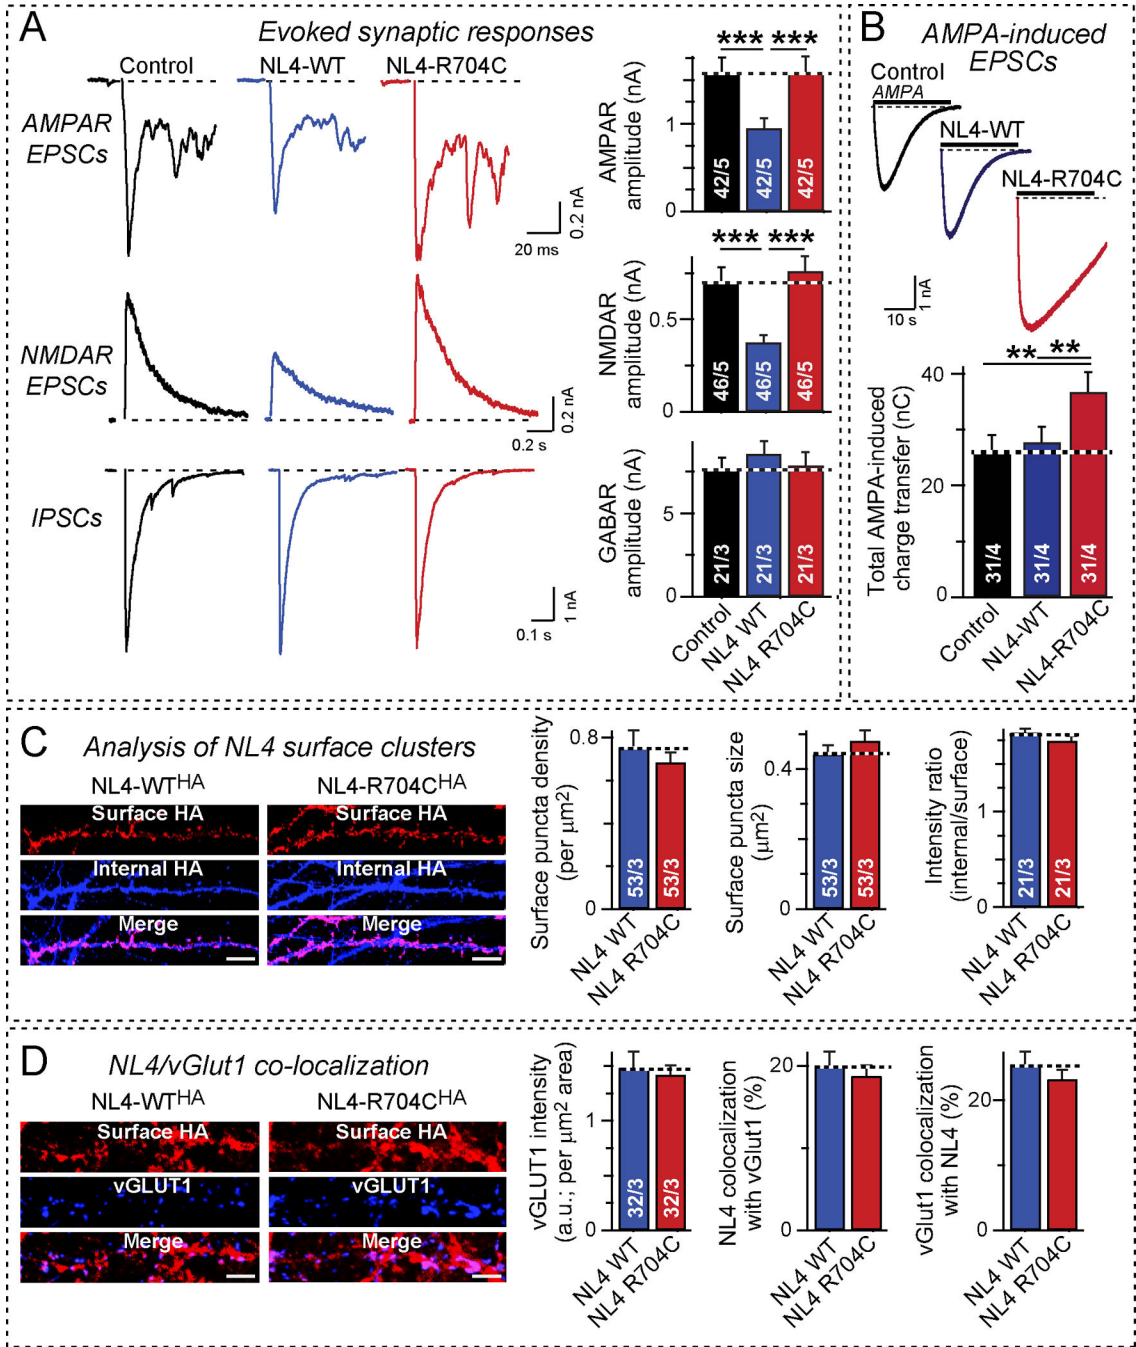 A
Evoked synaptic responses
Control
NL4-WT
NL4-R704C
AMPAR
EPSCs
0.2 nA
20 ms
NMDAR
EPSCs
0.2 nA
0.2 s
IPSCs
1 nA
0.1 s
*** ***
AMPAR
amplitude (nA)
1
0
42/5
42/5
42/5
*** ***
NMDAR
amplitude (nA)
0.5
0
46/5
46/5
46/5
GABAR
amplitude (nA)
5
0
21/3
21/3
21/3
Control
NL4 WT
NL4 R704C
B
AMPA-induced
EPSCs
Control
AMPA
NL4-WT
NL4-R704C
1 nA
10 s
** **
Total AMPA-induced
charge transfer (nC)
40
20
0
31/4
31/4
31/4
Control
NL4-WT
NL4-R704C
C
Analysis of NL4 surface clusters
NL4-WTHA
NL4-R704CHA
Surface HA
Surface HA
Internal HA
Internal HA
Merge
Merge
Surface puncta density
(per μm2)
0.8
0
53/3
53/3
NL4 WT
NL4 R704C
Surface puncta size
(μm2)
0.4
0
53/3
53/3
NL4 WT
NL4 R704C
Intensity ratio
(internal/surface)
1
0
21/3
21/3
NL4 WT
NL4 R704C
D
NL4/vGlut1 co-localization
NL4-WTHA
NL4-R704CHA
Surface HA
Surface HA
vGLUT1
vGLUT1
Merge
Merge
vGLUT1 intensity
(a.u.; per μm2 area)
1
0
32/3
32/3
NL4 WT
NL4 R704C
NL4 colocalization
with vGlut1 (%)
20
0
NL4 WT
NL4 R704C
vGlut1 colocalization
with NL4 (%)
20
0
NL4 WT
NL4 R704C